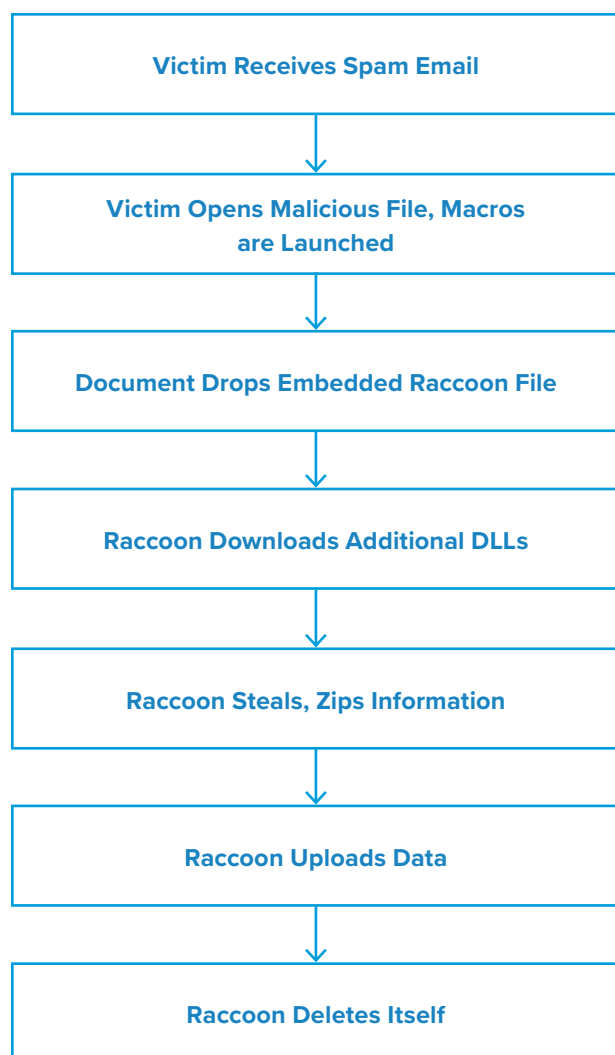 Victim Receives Spam Email
Victim Opens Malicious File, Macros
are Launched
Document Drops Embedded Raccoon File
Raccoon Downloads Additional DLLs
Raccoon Steals, Zips Information
Raccoon Uploads Data
Raccoon Deletes Itself